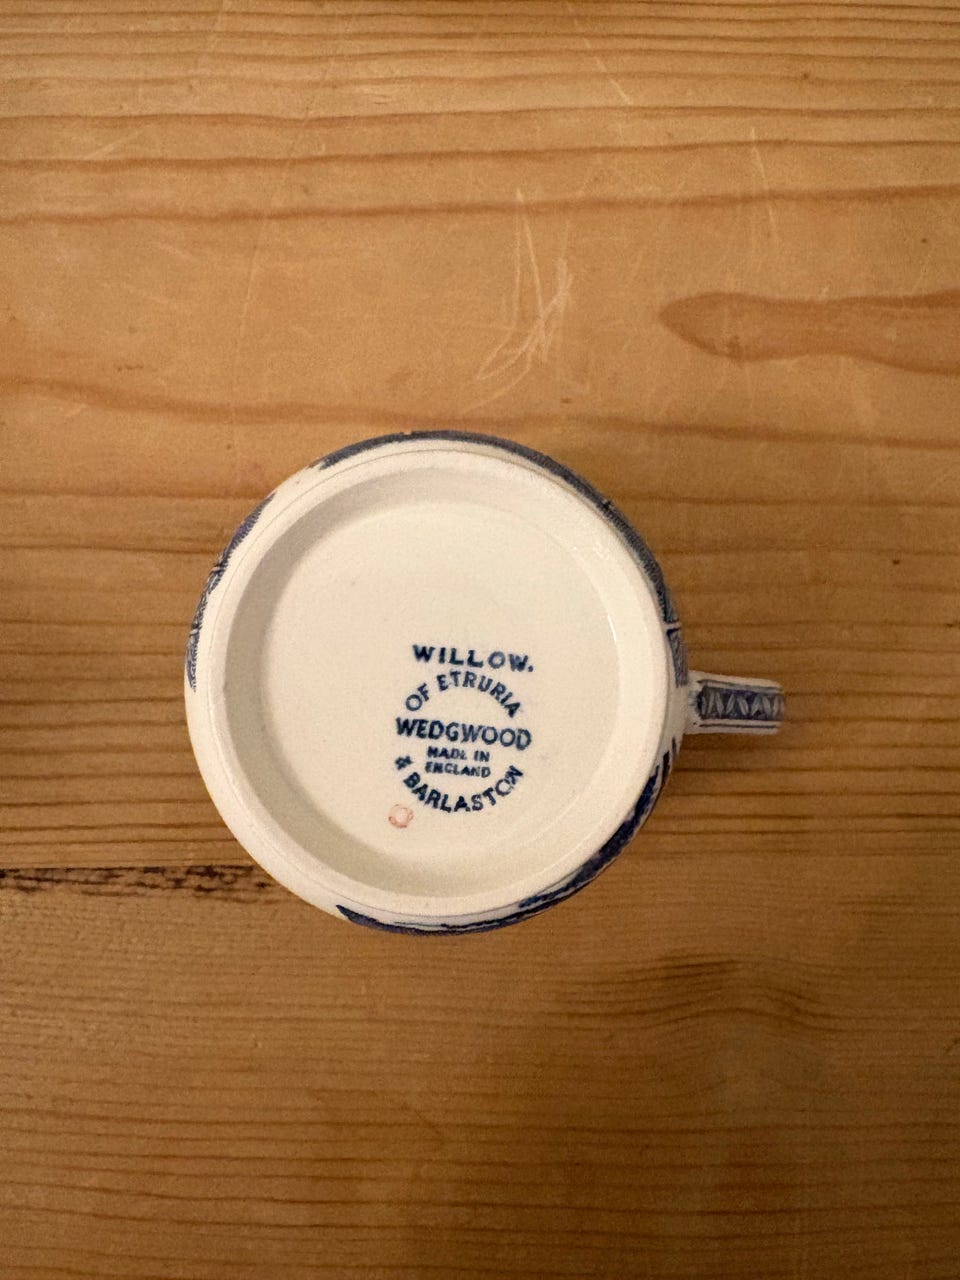 WILLOW.
OF ETRURIA
WEDGWOOD
MADE IN
ENGLAND
& BARLASTON